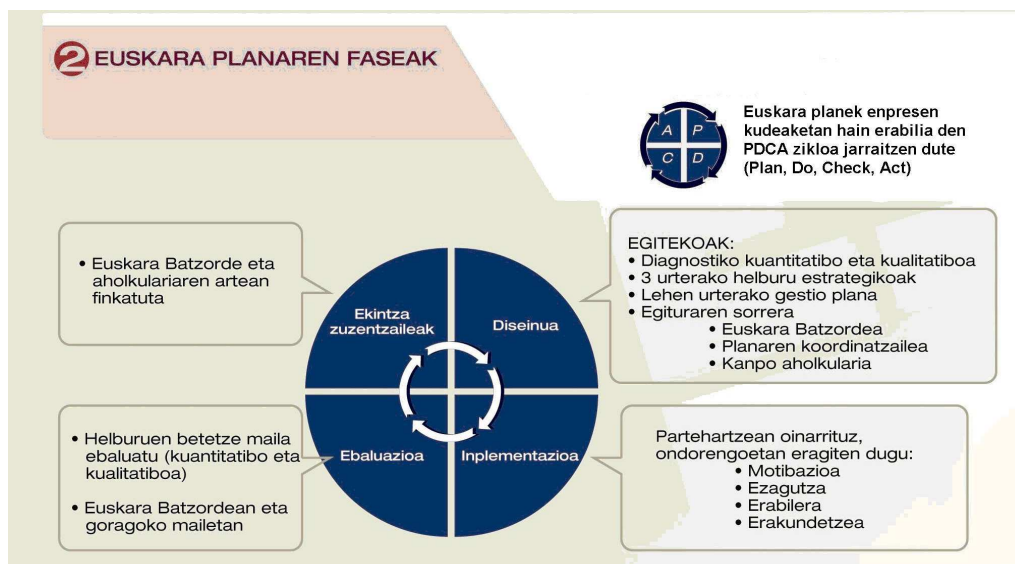 2 EUSKARA PLANAREN FASEAK
A P
C D
Euskara planek enpresen
kudeaketan hain erabilia den
PDCA zikloa jarraitzen dute
(Plan, Do, Check, Act)
• Euskara Batzorde eta
aholkulariaren artean
finkatuta
Ekintza
zuzentzaileak
Diseinua
EGITEKOAK:
• Diagnostiko kuantitatibo eta kualitatiboa
• 3 urterako helburu estrategikoak
• Lehen urterako gestio plana
• Egituraren sorrera
• Euskara Batzordea
• Planaren koordinatzailea
• Kanpo aholkularia
• Helburuen betetze maila
ebaluatu (kuantitatibo eta
kualitatiboa)
• Euskara Batzordean eta
goragoko mailetan
Ebaluazioa
Inplementazioa
Partehartzean oinarrituz,
ondorengoetan eragiten dugu:
• Motibazioa
• Ezagutza
• Erabilera
• Erakundetzea